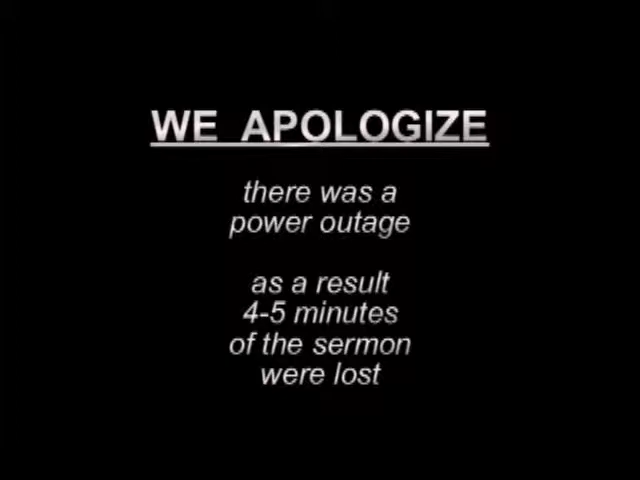 WE APOLOGIZE
there was a
power outage
as a result
4-5 minutes
of the sermon
were lost